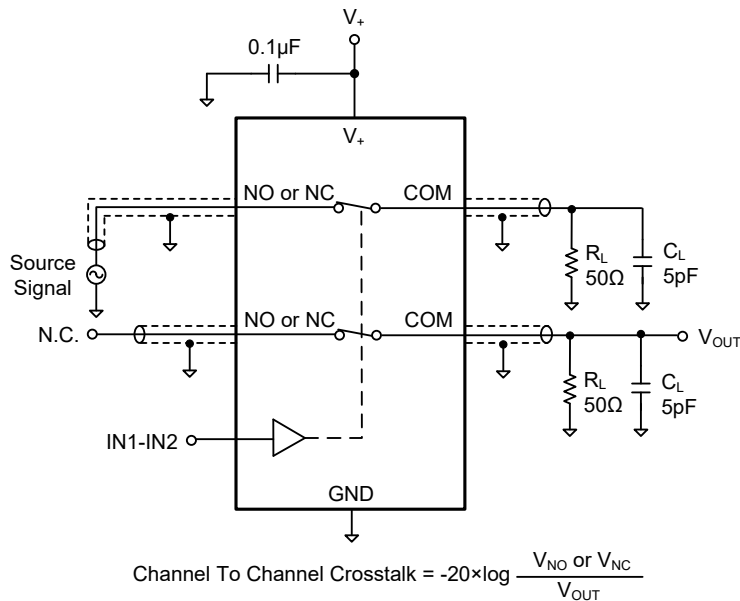 V+
0.1µF
V+
NO or NC
COM
Source
Signal
RL
50Ω
CL
5pF
N.C.
NO or NC
COM
VOUT
RL
50Ω
CL
5pF
IN1-IN2
GND
Channel To Channel Crosstalk = -20×log VNO or VNC / VOUT